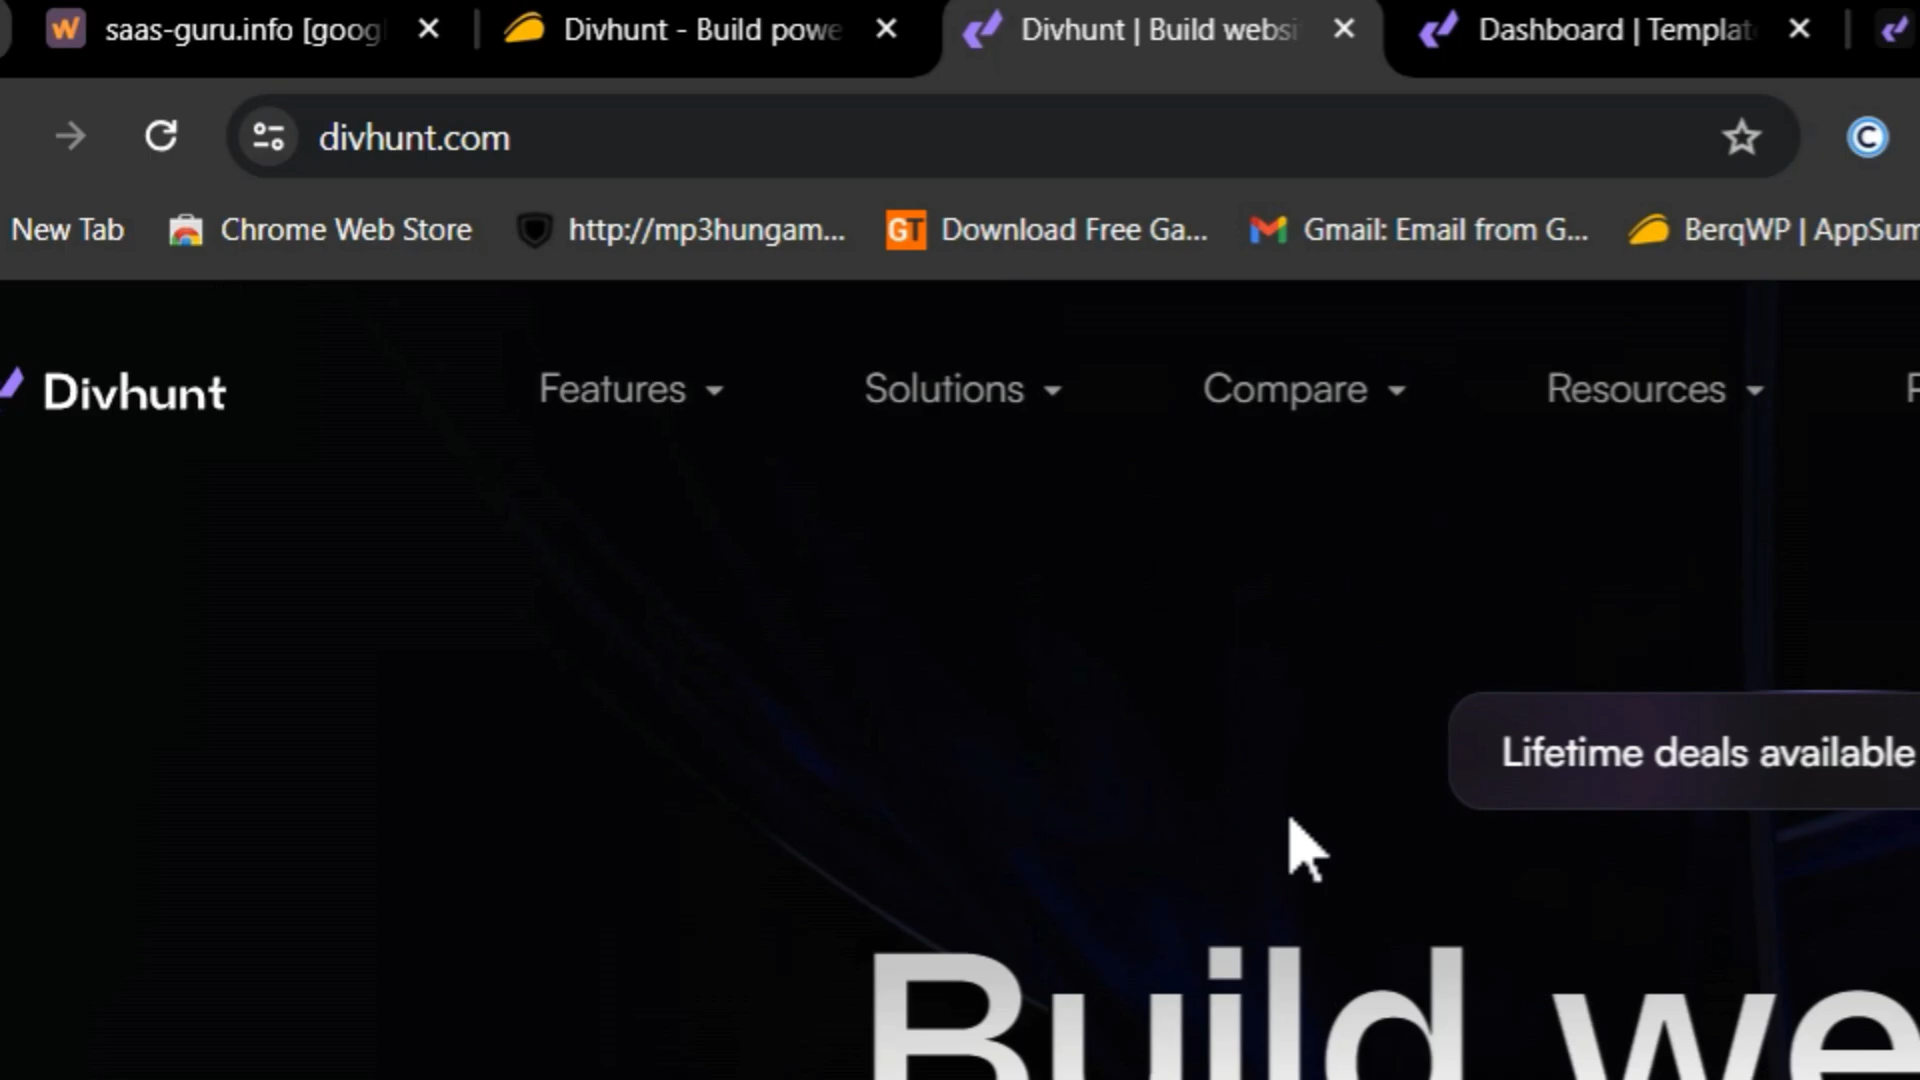 saas-guru.info [goog
Divhunt - Build powe
Divhunt | Build websi
Dashboard | Templat
divhunt.com
New Tab
Chrome Web Store
http://mp3hungam...
GT
Download Free Ga...
Gmail: Email from G...
BerqWP | AppSum
Divhunt
Features
Solutions
Compare
Resources
P
Lifetime deals available
Build we